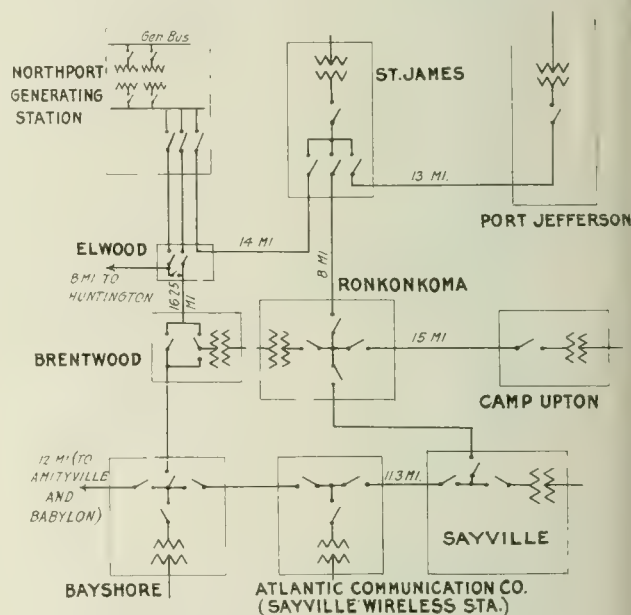 Gen Bus
NORTHPORT
GENERATING
STATION
ST. JAMES
13 MI.
PORT JEFFERSON
ELWOOD
14 MI
8 MI TO
HUNTINGTON
16.25
MI
8 MI
RONKONKOMA
BRENTWOOD
15 MI
CAMP UPTON
12 MI (TO
AMITYVILLE
AND
BABYLON)
11.3 MI.
SAYVILLE
BAYSHORE
ATLANTIC COMMUNICATION CO.
(SAYVILLE WIRELESS STA.)